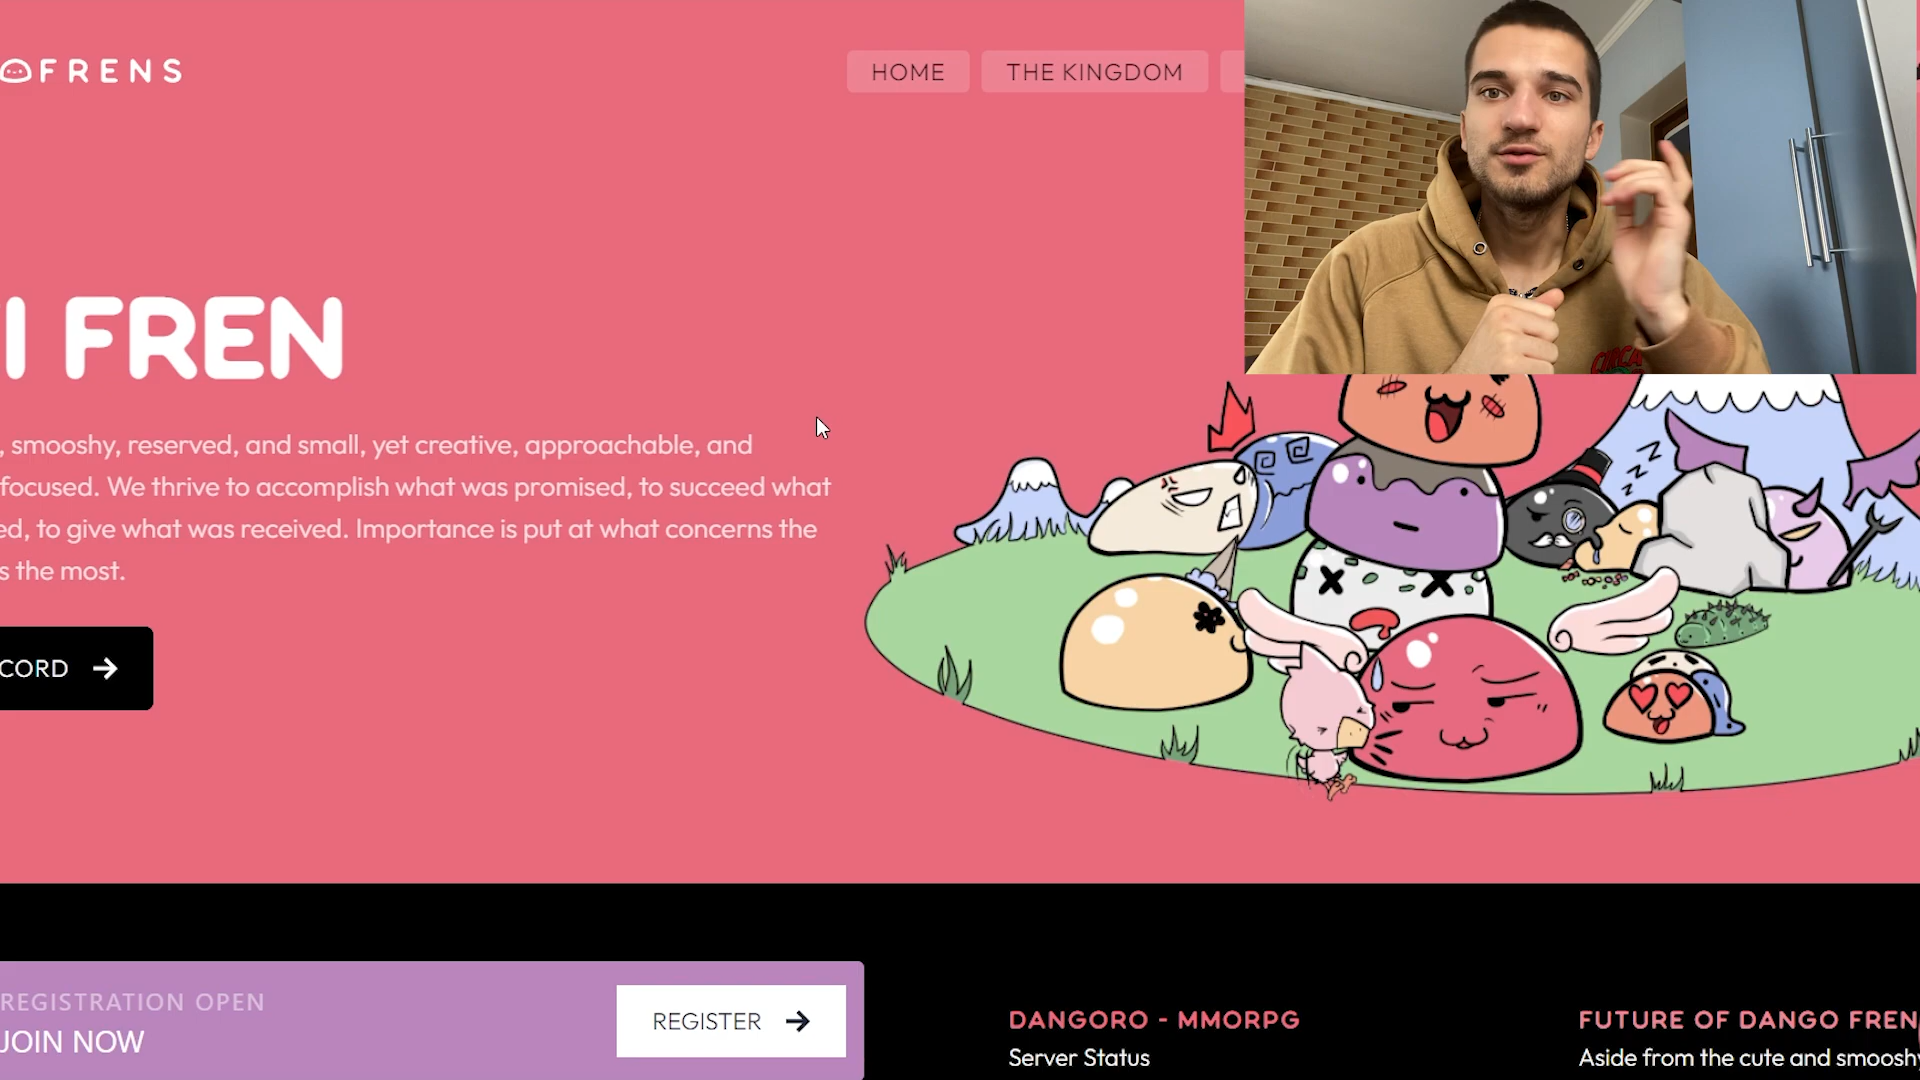 FRENS
HOME
THE KINGDOM
I FREN
, smooshy, reserved, and small, yet creative, approachable, and
focused. We thrive to accomplish what was promised, to succeed what
ed, to give what was received. Importance is put at what concerns the
s the most.
CORD
REGISTRATION OPEN
JOIN NOW
REGISTER
DANGORO - MMORPG
Server Status
FUTURE OF DANGO FREN
Aside from the cute and smooshy